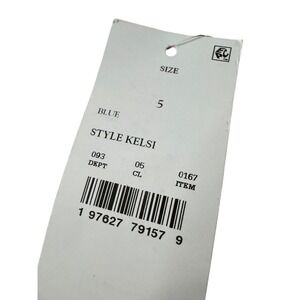 SIZE
5
BLUE
STYLE KELSI
093 05 0167
DEPT CL ITEM
1 97627 79157 9